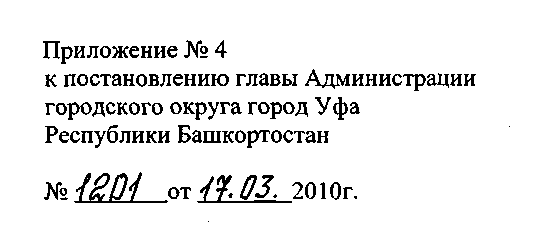 Приложение № 4
к постановлению главы Администрации
городского округа город Уфа
Республики Башкортостан
№ 1201 от 17.03. 2010г.